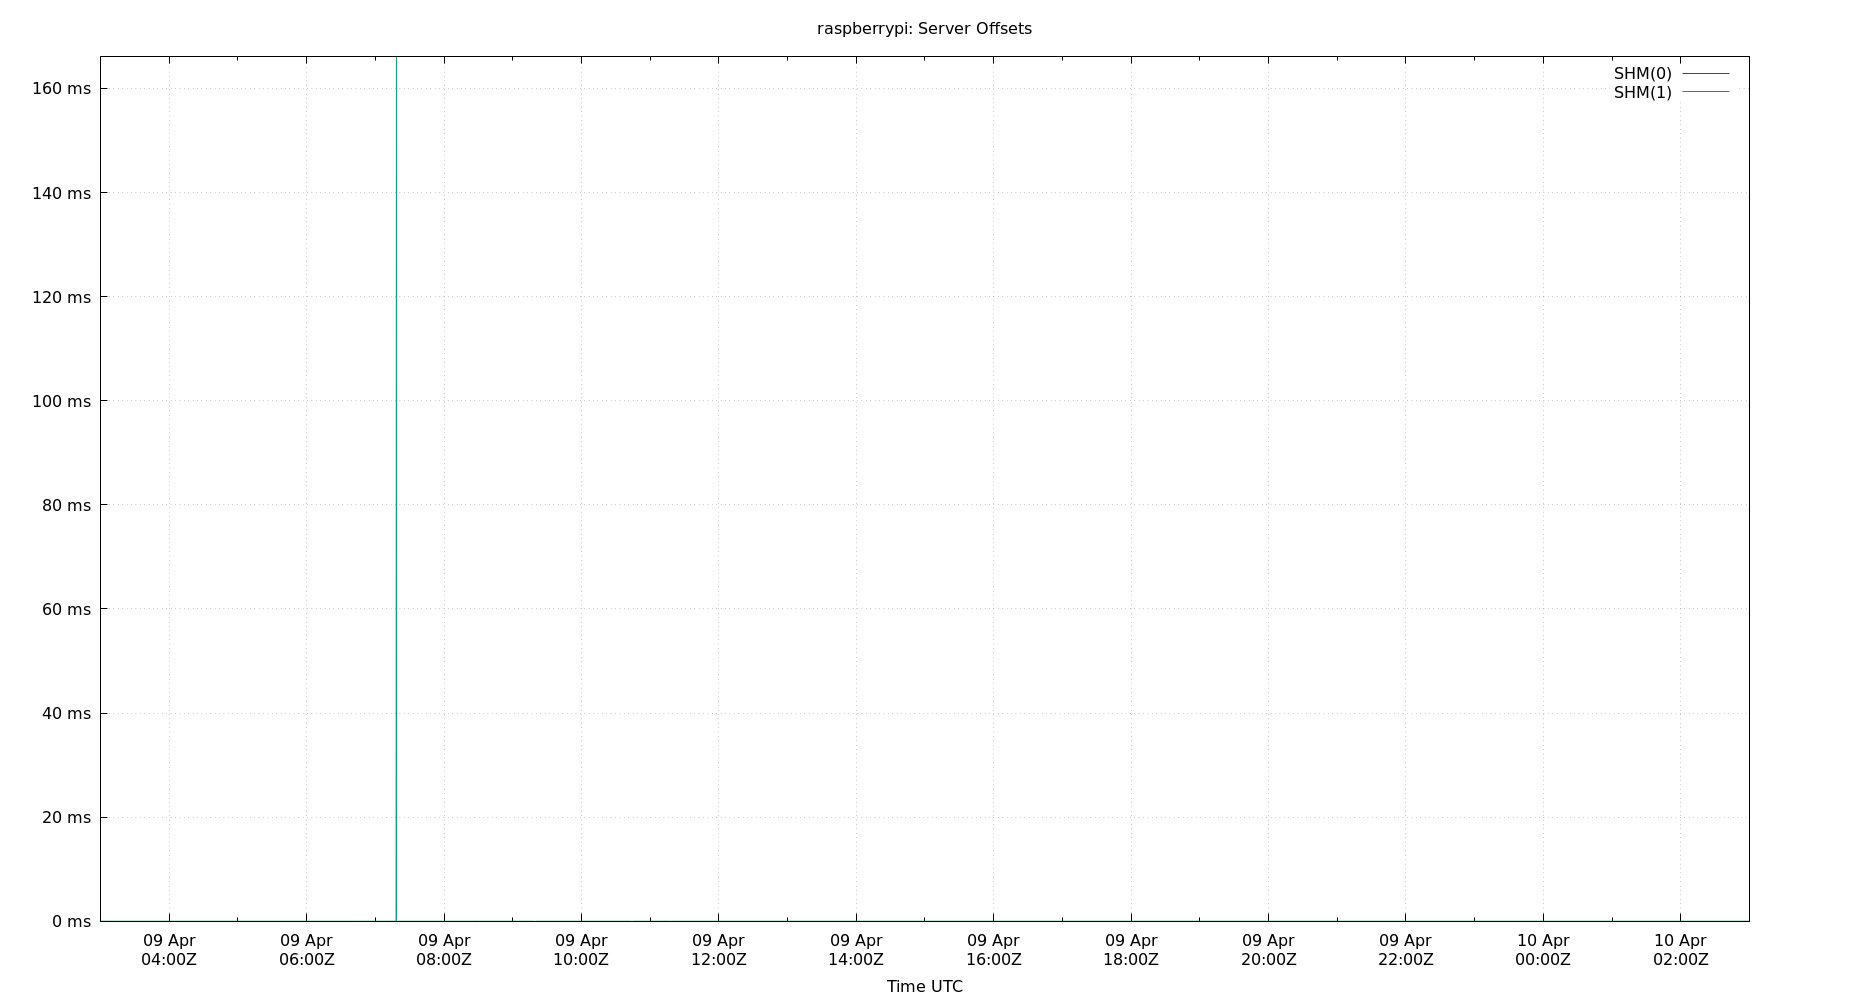 raspberrypi: Server Offsets
SHM(0)
SHM(1)
160 ms
140 ms
120 ms
100 ms
80 ms
60 ms
40 ms
20 ms
0 ms
09 Apr 09 Apr 09 Apr 09 Apr 09 Apr 09 Apr 09 Apr 09 Apr 09 Apr 09 Apr 10 Apr 10 Apr
04:00Z 06:00Z 08:00Z 10:00Z 12:00Z 14:00Z 16:00Z 18:00Z 20:00Z 22:00Z 00:00Z 02:00Z
Time UTC